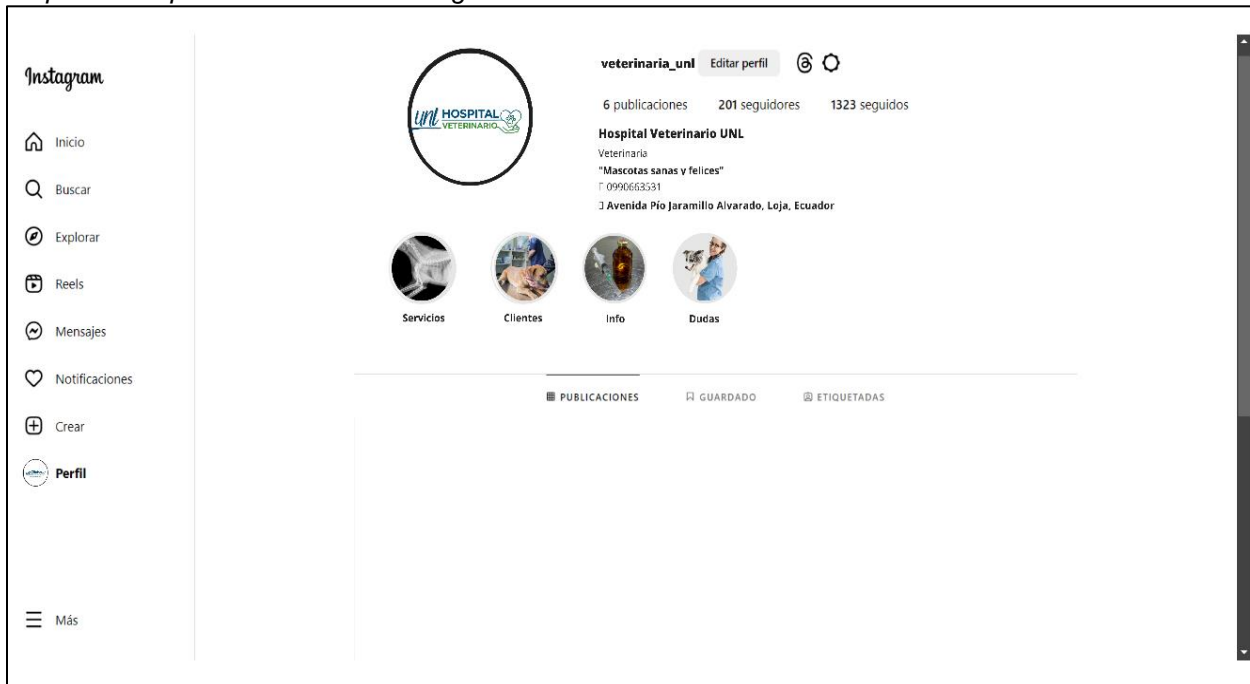 Instagram
Inicio
Buscar
Explorar
Reels
Mensajes
Notificaciones
Crear
Perfil
Más
unl HOSPITAL
VETERINARIO
veterinaria_unl Editar perfil
6 publicaciones 201 seguidores 1323 seguidos
Hospital Veterinario UNL
Veterinaria
"Mascotas sanas y felices"
0990663531
Avenida Pío Jaramillo Alvarado, Loja, Ecuador
Servicios Clientes Info Dudas
PUBLICACIONES GUARDADO ETIQUETADAS